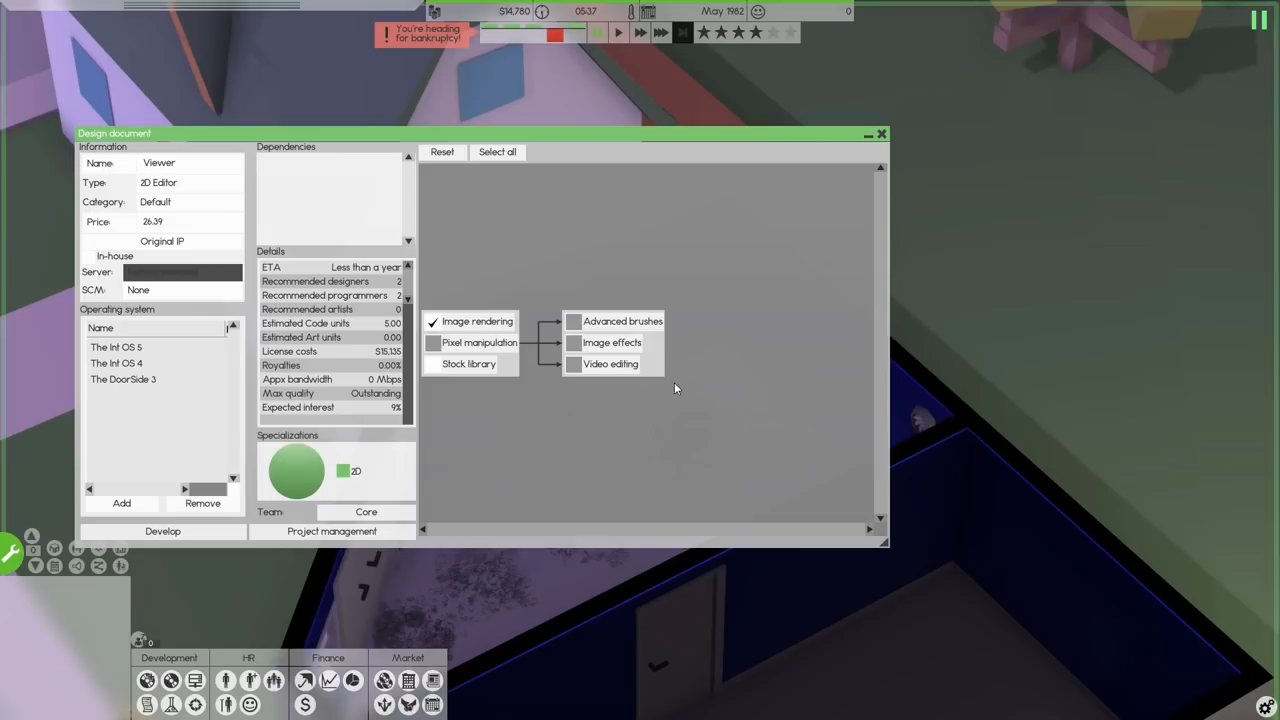 $14,780
05:37
May 1982
0
You're heading
for bankruptcy!
Design document
Information
Name: Viewer
Type: 2D Editor
Category: Default
Price: 26.39
Original IP
In-house
Server:
SCM: None
Operating system
Name
The Int OS 5
The Int OS 4
The DoorSide 3
Add
Remove
Develop
Dependencies
Details
ETA Less than a year
Recommended designers 2
Recommended programmers 2
Recommended artists 0
Estimated Code units 5.00
Estimated Art units 0.00
License costs $15,135
Royalties 0.00%
Appx bandwidth 0 Mbps
Max quality Outstanding
Expected interest 9%
Specializations
2D
Team: Core
Project management
Reset
Select all
Image rendering
Pixel manipulation
Stock library
Advanced brushes
Image effects
Video editing
0
0
Development
HR
Finance
Market